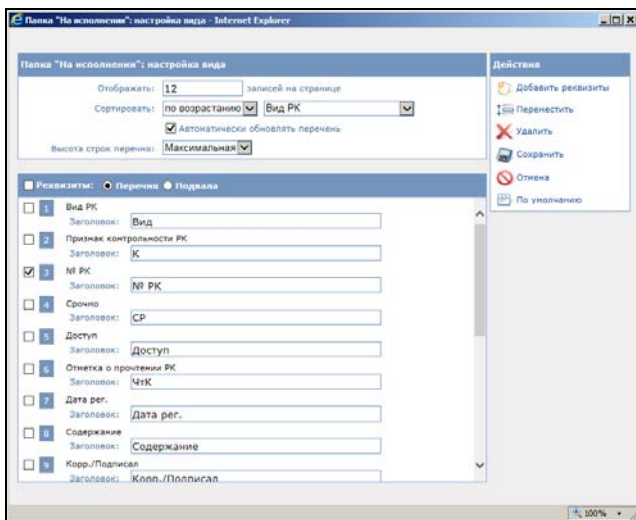 Папка "На исполнении": настройка вида - Internet Explorer
Папка "На исполнении": настройка вида
Отображать: 12 записей на странице
Сортировать: по возрастанию Вид РК
Автоматически обновлять перечень
Высота строк перечня: Максимальная
Реквизиты: Перечня Подвала
1 Вид РК
Заголовок: Вид
2 Признак контрольности РК
Заголовок: К
3 № РК
Заголовок: № РК
4 Срочно
Заголовок: СР
5 Доступ
Заголовок: Доступ
6 Отметка о прочтении РК
Заголовок: ЧтК
7 Дата рег.
Заголовок: Дата рег.
8 Содержание
Заголовок: Содержание
9 Корр./Подписал
Заголовок: Корр./Подписал
Действия
Добавить реквизиты
Переместить
Удалить
Сохранить
Отмена
По умолчанию
100%